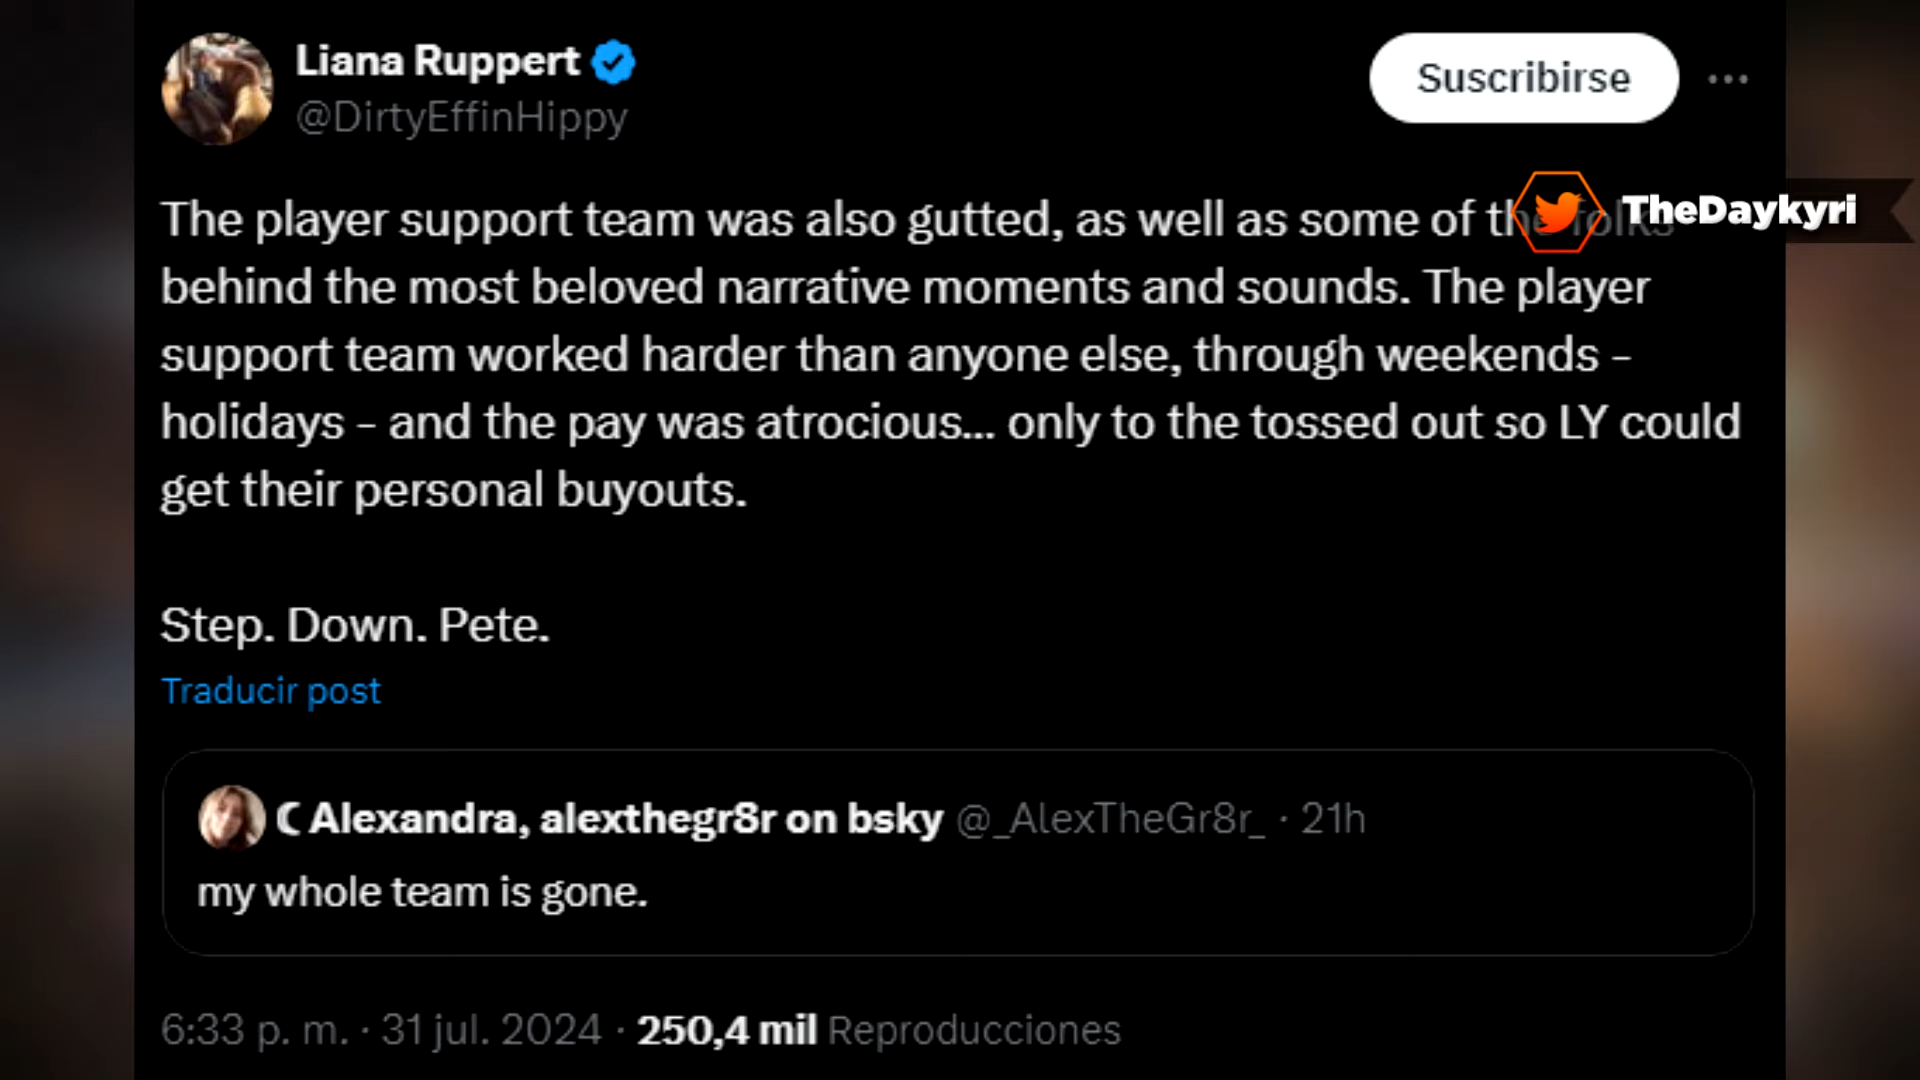 Liana Ruppert
@DirtyEffinHippy
Suscribirse
TheDaykyri
The player support team was also gutted, as well as some of the folks
behind the most beloved narrative moments and sounds. The player
support team worked harder than anyone else, through weekends –
holidays – and the pay was atrocious... only to the tossed out so LY could
get their personal buyouts.
Step. Down. Pete.
Traducir post
Alexandra, alexthegr8r on bsky @_AlexTheGr8r_ · 21h
my whole team is gone.
6:33 p. m. · 31 jul. 2024 · 250,4 mil Reproducciones